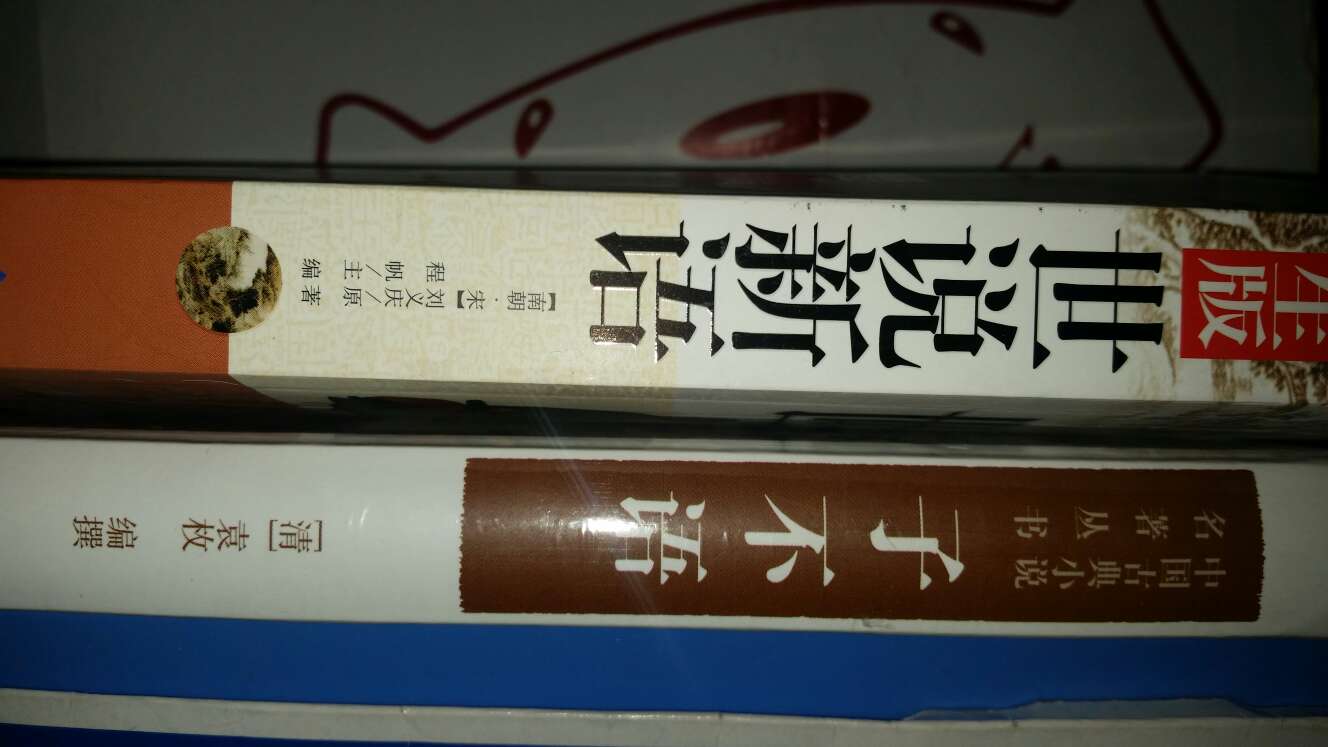 年版
世说新语
【南朝·宋】刘义庆/原著
程帆/主编
中国古典小说
名著丛书
子不语
[清] 袁枚 编撰